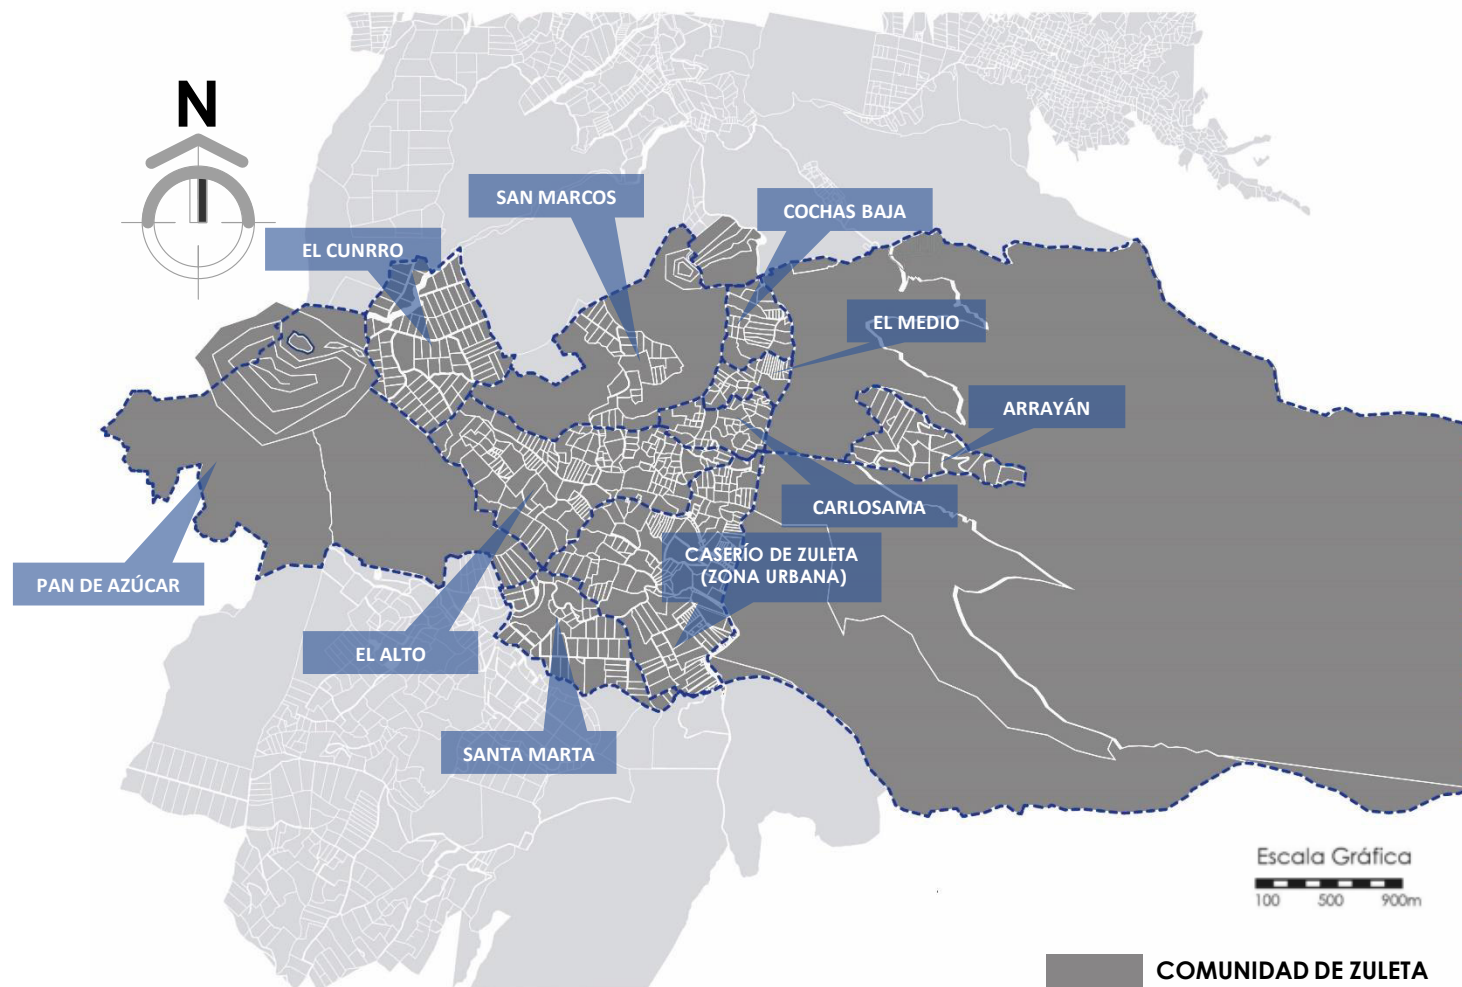 N
SAN MARCOS
COCHAS BAJA
EL CUNRRO
EL MEDIO
ARRAYÁN
CARLOSAMA
CASERÍO DE ZULETA
(ZONA URBANA)
PAN DE AZÚCAR
EL ALTO
SANTA MARTA
Escala Gráfica
100 500 900m
COMUNIDAD DE ZULETA